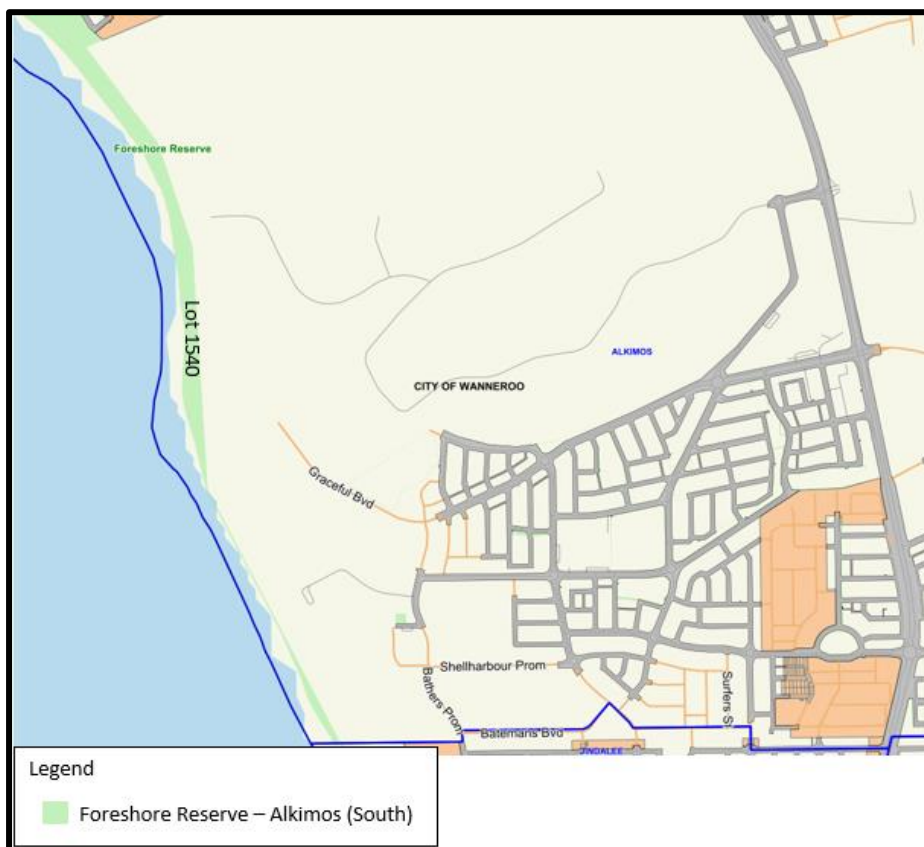 Foreshore Reserve
Lot 1540
ALKIMOS
CITY OF WANNEROO
Graceful Bvd
Shellharbour Prom
Bathers Prom
Surfers St
Batemans Bvd
JINDALEE
Legend
Foreshore Reserve – Alkimos (South)